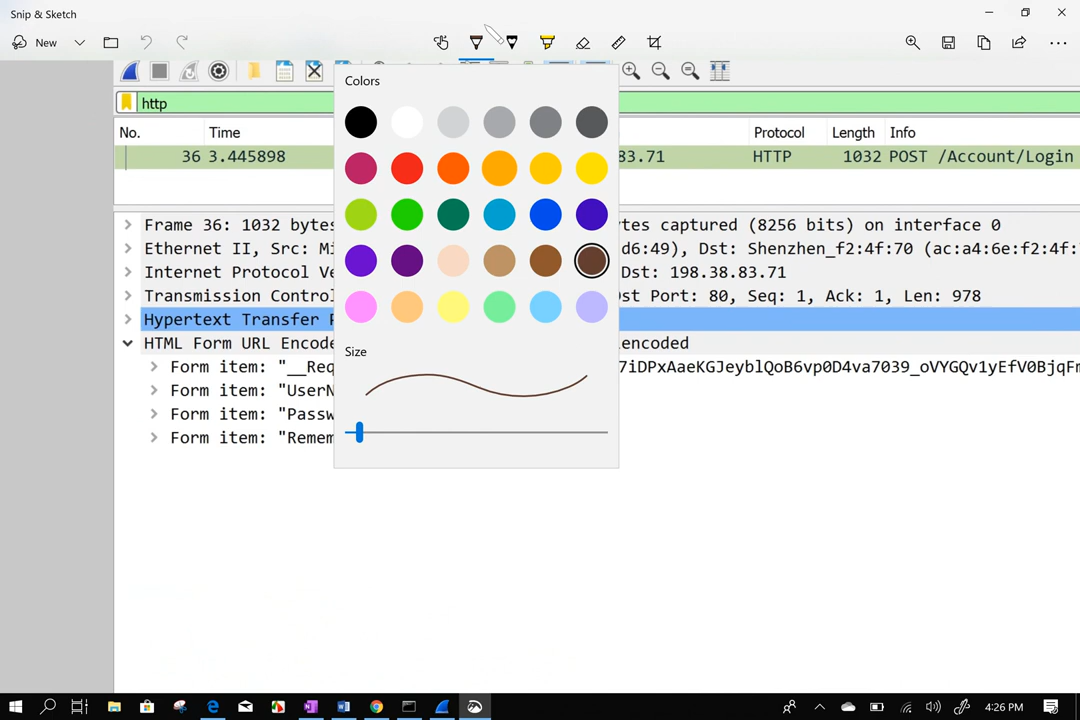 Snip & Sketch
New
Colors
http
No. Time Protocol Length Info
36 3.445898 83.71 HTTP 1032 POST /Account/Login
Frame 36: 1032 bytes ytes captured (8256 bits) on interface 0
Ethernet II, Src: Mi d6:49), Dst: Shenzhen_f2:4f:70 (ac:a4:6e:f2:4f:
Internet Protocol Ve Dst: 198.38.83.71
Transmission Control st Port: 80, Seq: 1, Ack: 1, Len: 978
Hypertext Transfer P
HTML Form URL Encode encoded
Size
Form item: "__Req 7iDPxAaeKGJeyblQoB6vp0D4va7039_oVYGQv1yEfV0BjqFm
Form item: "UserN
Form item: "Passw
Form item: "Remem
4:26 PM